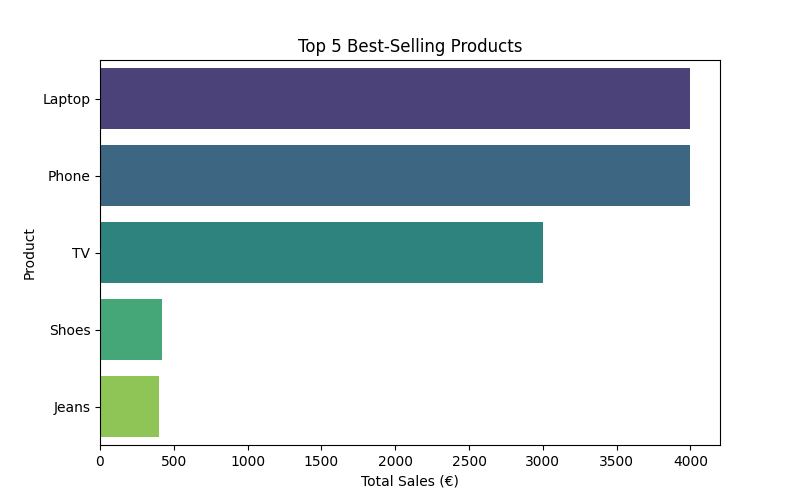 Top 5 Best-Selling Products
Product
Laptop
Phone
TV
Shoes
Jeans
0 500 1000 1500 2000 2500 3000 3500 4000
Total Sales (€)